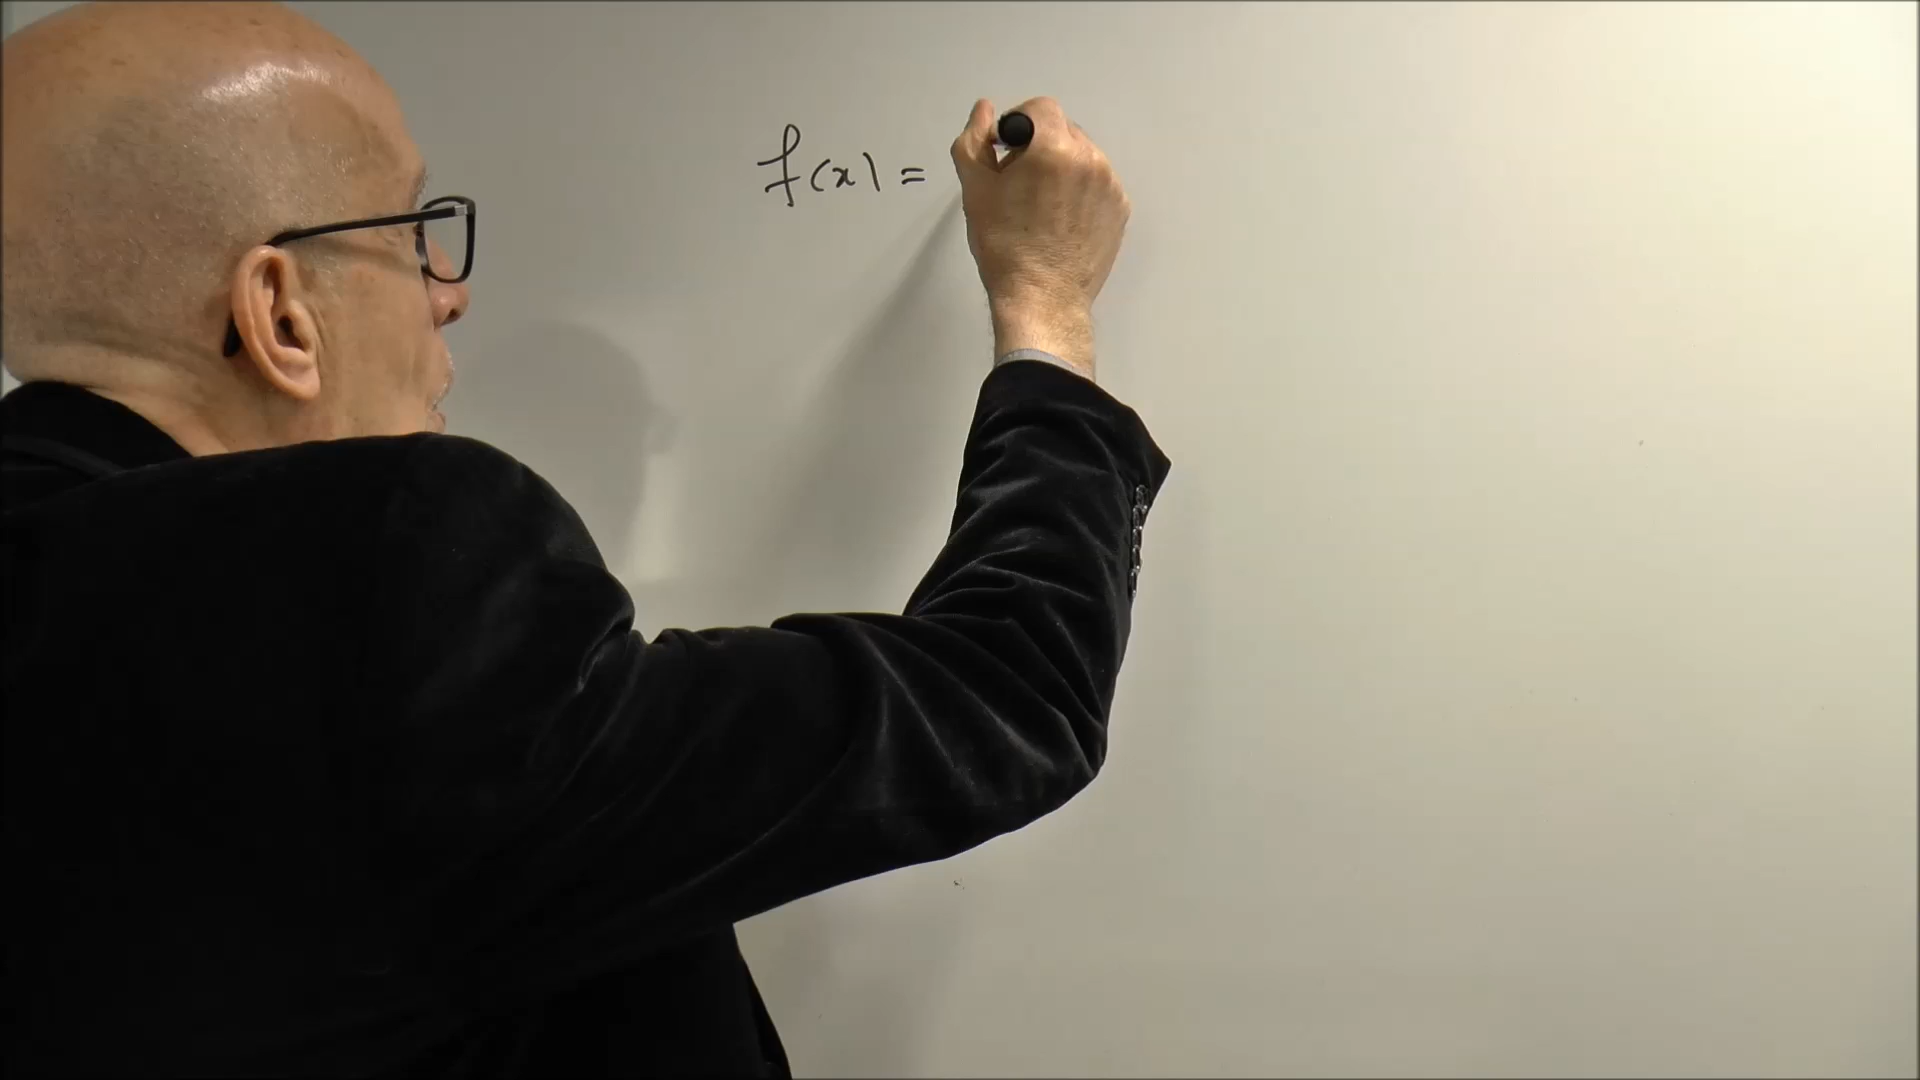 f(x) =